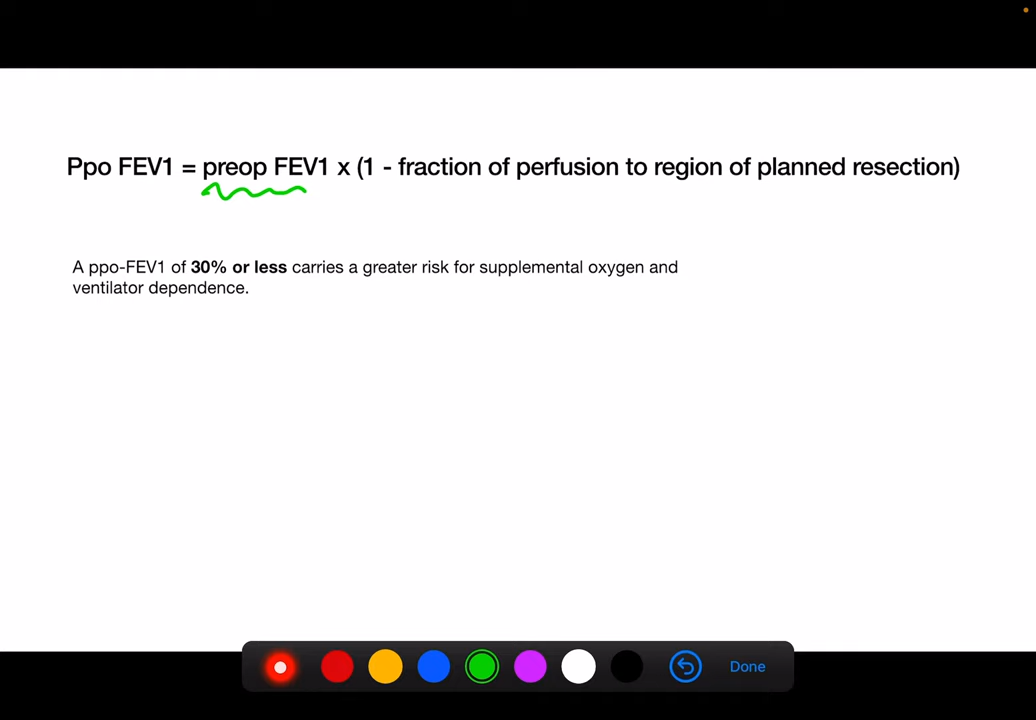 Ppo FEV1 = preop FEV1 x (1 - fraction of perfusion to region of planned resection)
A ppo-FEV1 of 30% or less carries a greater risk for supplemental oxygen and
ventilator dependence.
Done